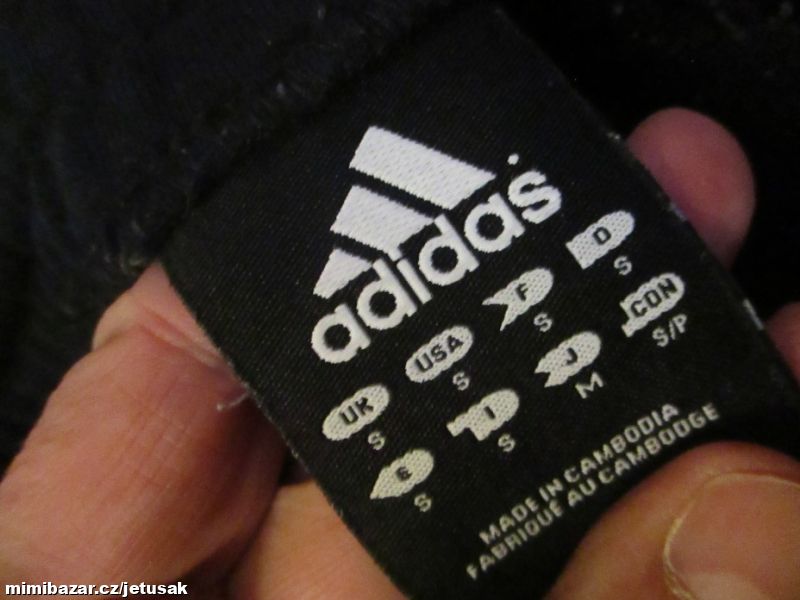 adidas
UK USA F D
S S S S
E I J CDN
S S M S/P
MADE IN CAMBODIA
FABRIQUÉ AU CAMBODGE
mimibazar.cz/jetusak